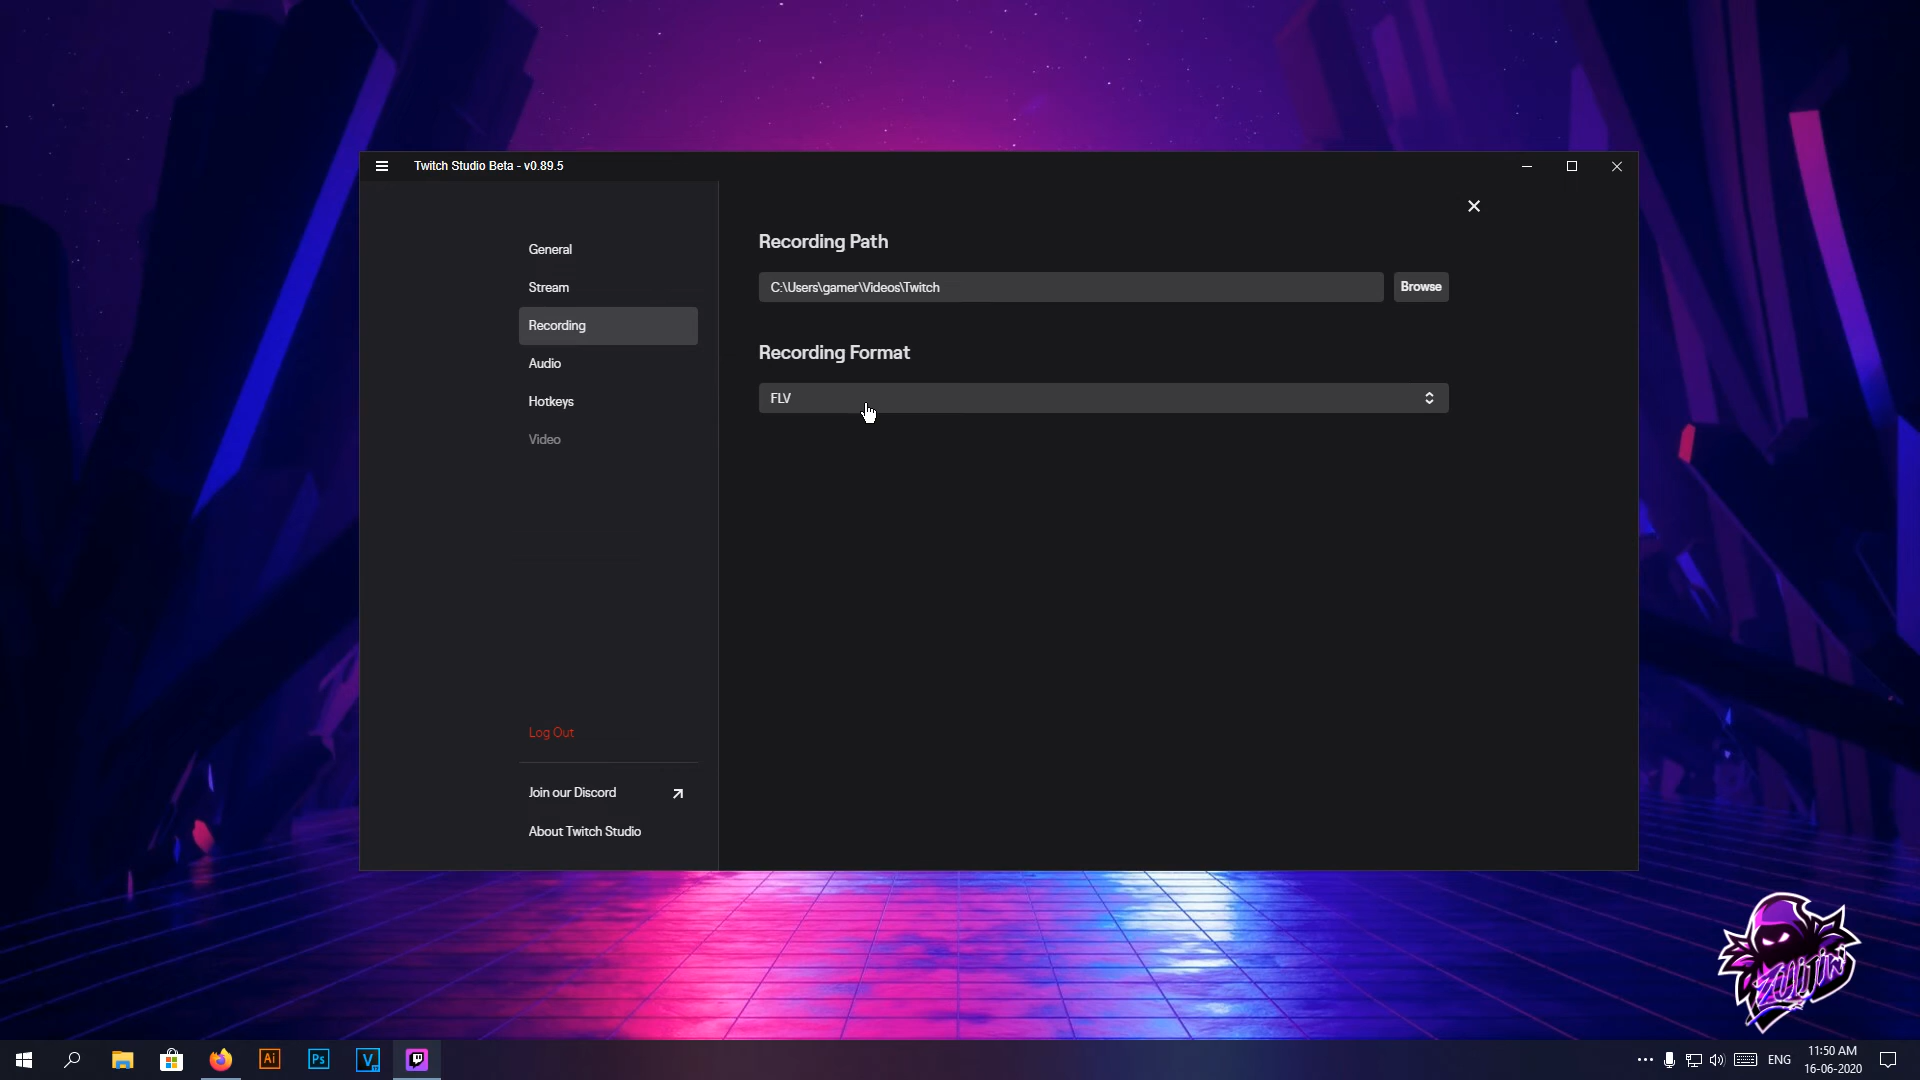 Twitch Studio Beta - v0.89.5
General
Stream
Recording
Audio
Hotkeys
Video
Log Out
Join our Discord
About Twitch Studio
Recording Path
C:\Users\gamer\Videos\Twitch
Browse
Recording Format
FLV
Ai
Ps
V
ENG
11:50 AM
16-06-2020